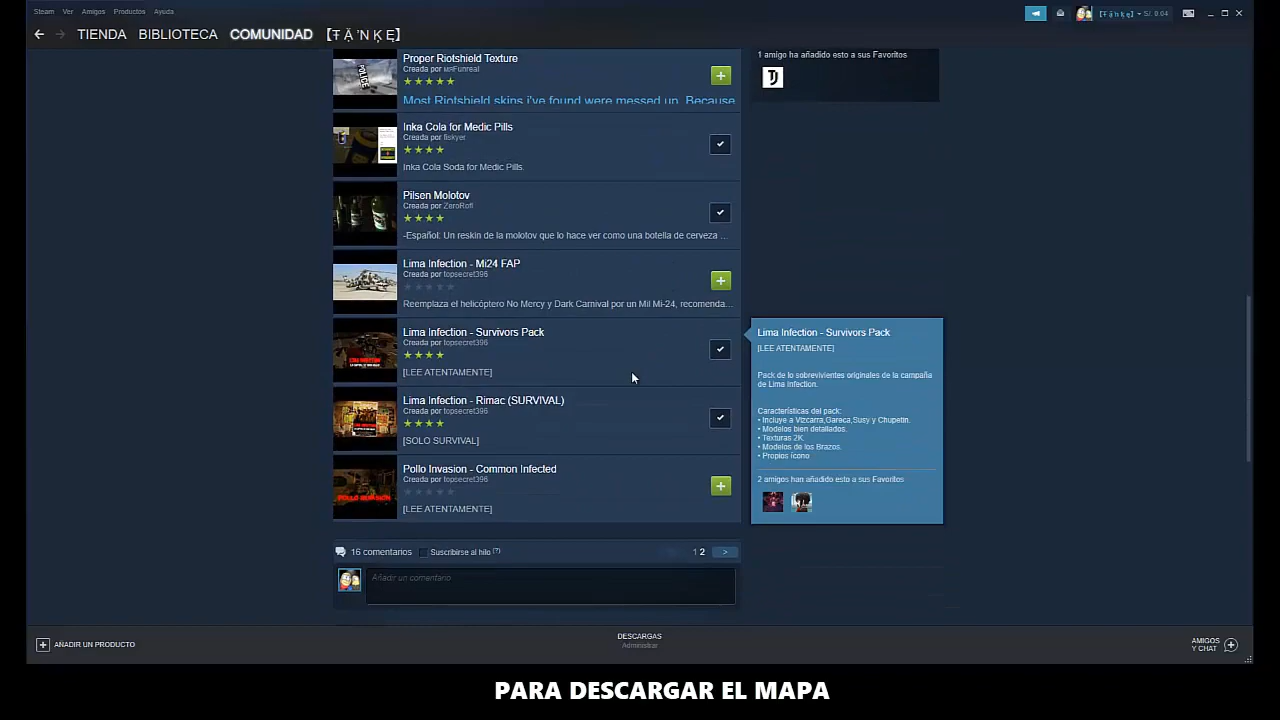 Steam Ver Amigos Productos Ayuda
S/. 9.04
TIENDA BIBLIOTECA COMUNIDAD
Proper Riotshield Texture
Creada por MrFunreal
Most Riotshield skins i've found were messed up. Because
1 amigo ha añadido esto a sus Favoritos
Inka Cola for Medic Pills
Creada por fiskyer
Inka Cola Soda for Medic Pills.
Pilsen Molotov
Creada por ZeroRofl
-Español: Un reskin de la molotov que lo hace ver como una botella de cerveza ...
Lima Infection - Mi24 FAP
Creada por topsecret396
Reemplaza el helicóptero No Mercy y Dark Carnival por un Mil Mi-24, recomenda...
Lima Infection - Survivors Pack
Creada por topsecret396
[LEE ATENTAMENTE]
Lima Infection - Rimac (SURVIVAL)
Creada por topsecret396
[SOLO SURVIVAL]
Pollo Invasion - Common Infected
Creada por topsecret396
[LEE ATENTAMENTE]
Lima Infection - Survivors Pack
[LEE ATENTAMENTE]
Pack de lo sobrevivientes originales de la campaña
de Lima Infection.
Características del pack:
• Incluye a Vizcarra,Gareca,Susy y Chupetin.
• Modelos bien detallados.
• Texturas 2K.
• Modelos de los Brazos.
• Propios ícono
2 amigos han añadido esto a sus Favoritos
16 comentarios Suscribirse al hilo (?) 1 2 >
Añadir un comentario
AÑADIR UN PRODUCTO
DESCARGAS
Administrar
AMIGOS
Y CHAT
PARA DESCARGAR EL MAPA